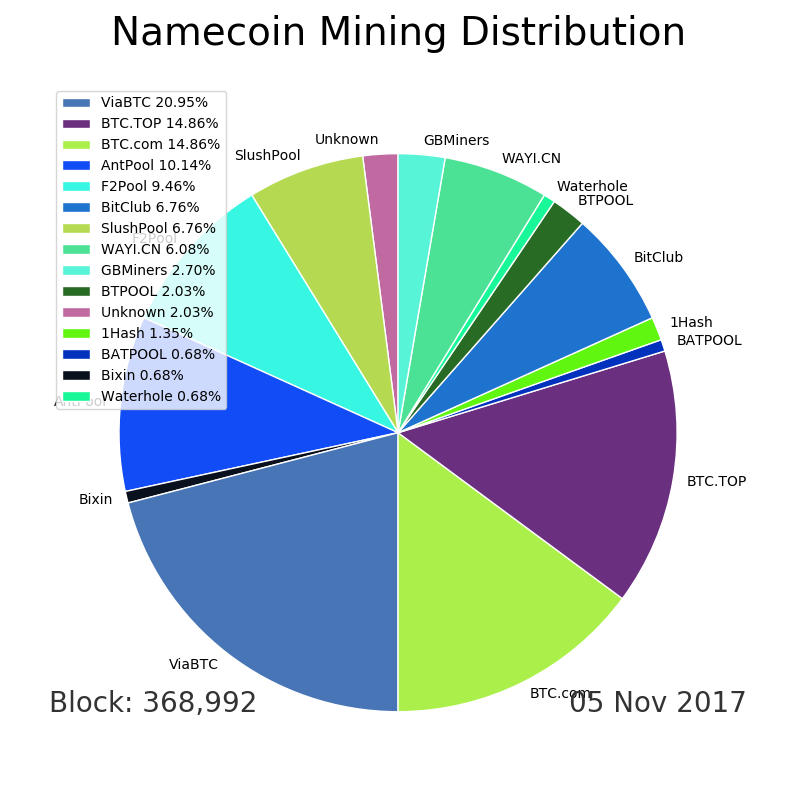 Namecoin Mining Distribution
ViaBTC 20.95%
BTC.TOP 14.86%
BTC.com 14.86%
AntPool 10.14%
F2Pool 9.46%
BitClub 6.76%
SlushPool 6.76%
WAYI.CN 6.08%
GBMiners 2.70%
BTPOOL 2.03%
Unknown 2.03%
1Hash 1.35%
BATPOOL 0.68%
Bixin 0.68%
Waterhole 0.68%
Unknown
GBMiners
SlushPool
WAYI.CN
Waterhole
BTPOOL
F2Pool
BitClub
1Hash
BATPOOL
AntPool
BTC.TOP
Bixin
ViaBTC
BTC.com
Block: 368,992
05 Nov 2017